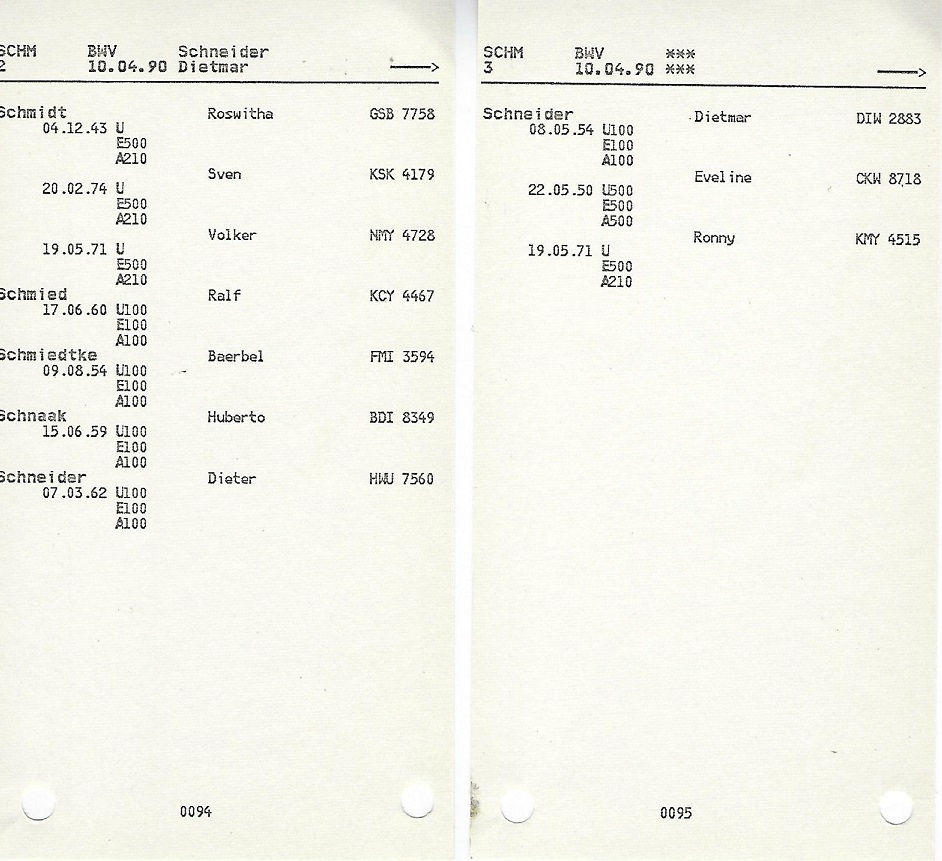 SCHM BWV Schneider
2 10.04.90 Dietmar
Schmidt Roswitha GSB 7758
04.12.43 U
E500
A210
Sven KSK 4179
20.02.74 U
E500
A210
Volker NMY 4728
19.05.71 U
E500
A210
Schmied Ralf KCY 4467
17.06.60 U100
E100
A100
Schmiedtke Baerbel FMI 3594
09.08.54 U100
E100
A100
Schnaak Huberto BDI 8349
15.06.59 U100
E100
A100
Schneider Dieter HWU 7560
07.03.62 U100
E100
A100
0094
SCHM BWV ***
3 10.04.90 ***
Schneider Dietmar DIW 2883
08.05.54 U100
E100
A100
Eveline CKW 8718
22.05.50 U500
E500
A500
Ronny KMY 4515
19.05.71 U
E500
A210
0095